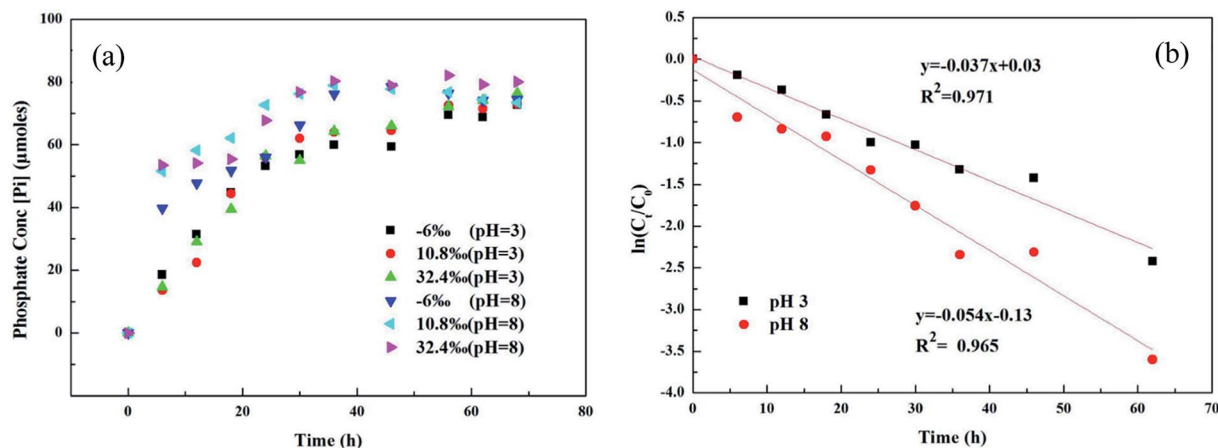 (a)
Phosphate Conc [Pi] (μmoles)
100
80
60
40
20
0
-6‰ (pH=3)
10.8‰(pH=3)
32.4‰(pH=3)
-6‰ (pH=8)
10.8‰(pH=8)
32.4‰(pH=8)
0 20 40 60 80
Time (h)
(b)
ln(Ct/C0)
0.0
-0.5
-1.0
-1.5
-2.0
-2.5
-3.0
-3.5
-4.0
y=-0.037x+0.03
R²=0.971
pH 3
pH 8
y=-0.054x-0.13
R²= 0.965
0 10 20 30 40 50 60 70
Time (h)